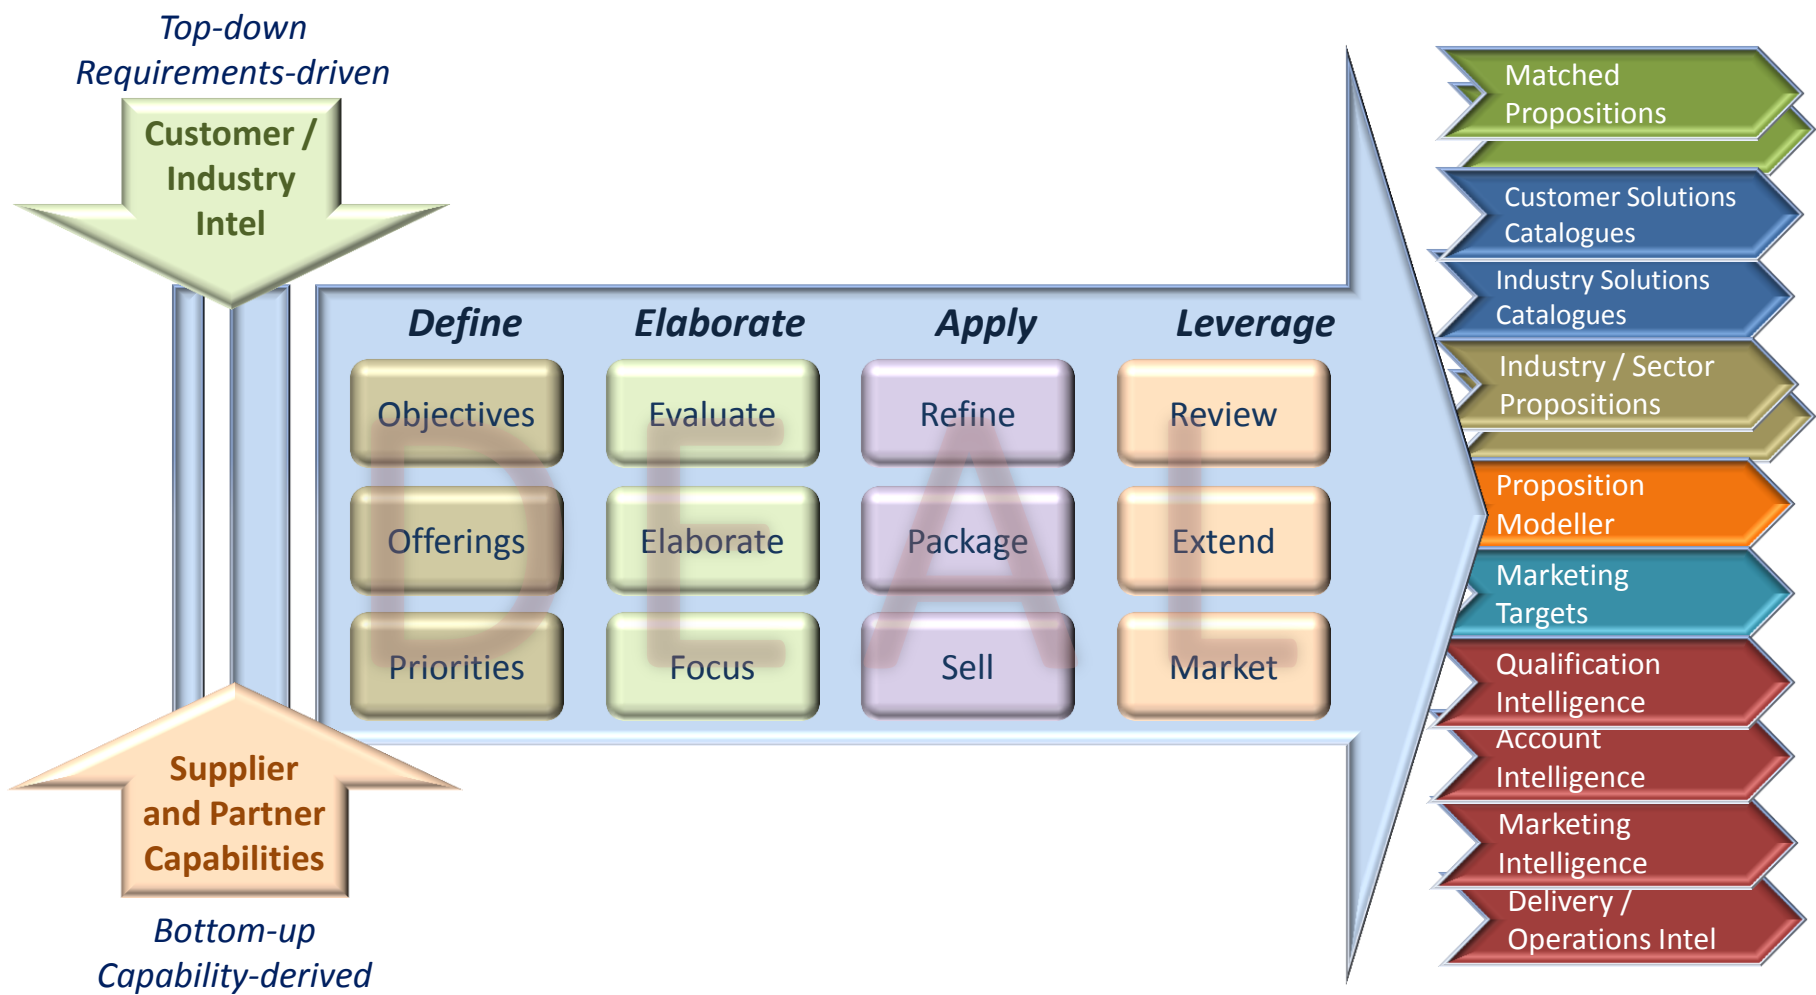 Top-down
Requirements-driven
Customer /
Industry
Intel
Supplier
and Partner
Capabilities
Bottom-up
Capability-derived
Define
Elaborate
Apply
Leverage
Objectives
Evaluate
Refine
Review
Offerings
Elaborate
Package
Extend
Priorities
Focus
Sell
Market
DEAL
Matched
Propositions
Customer Solutions
Catalogues
Industry Solutions
Catalogues
Industry / Sector
Propositions
Proposition
Modeller
Marketing
Targets
Qualification
Intelligence
Account
Intelligence
Marketing
Intelligence
Delivery /
Operations Intel